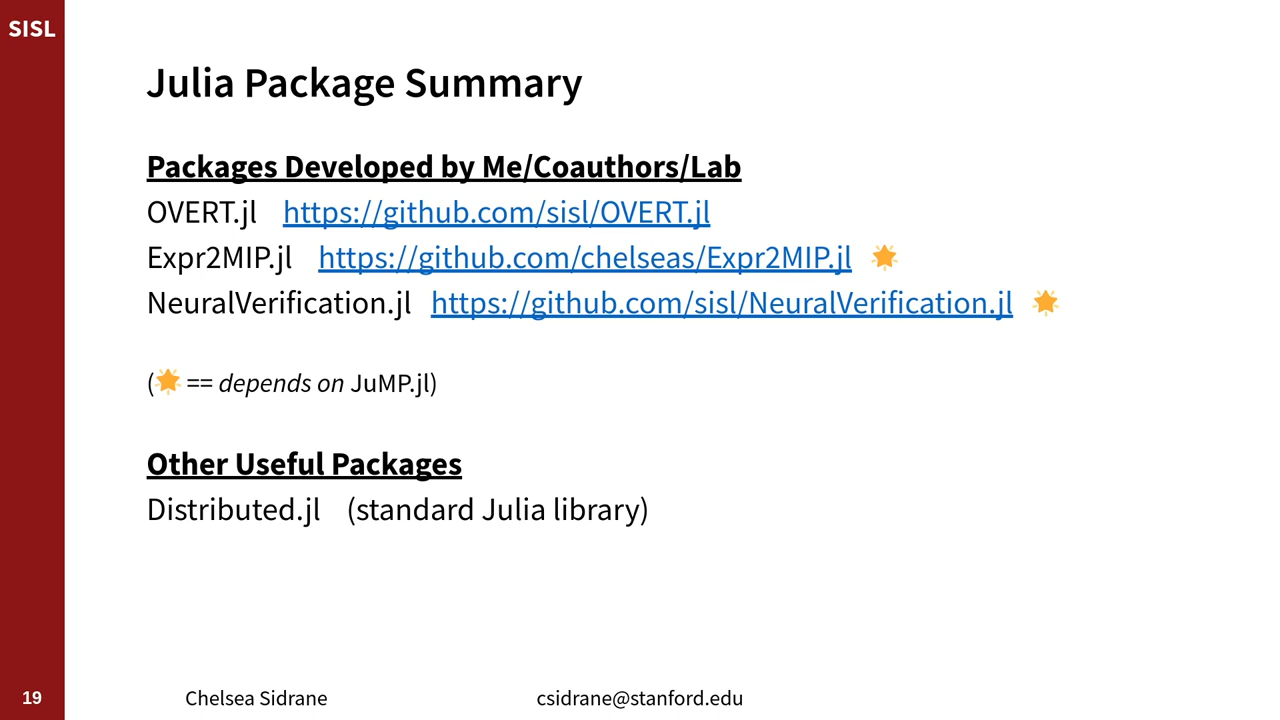 SISL
Julia Package Summary
Packages Developed by Me/Coauthors/Lab
OVERT.jl https://github.com/sisl/OVERT.jl
Expr2MIP.jl https://github.com/chelseas/Expr2MIP.jl 🌟
NeuralVerification.jl https://github.com/sisl/NeuralVerification.jl 🌟
(🌟 == depends on JuMP.jl)
Other Useful Packages
Distributed.jl (standard Julia library)
19 Chelsea Sidrane csidrane@stanford.edu